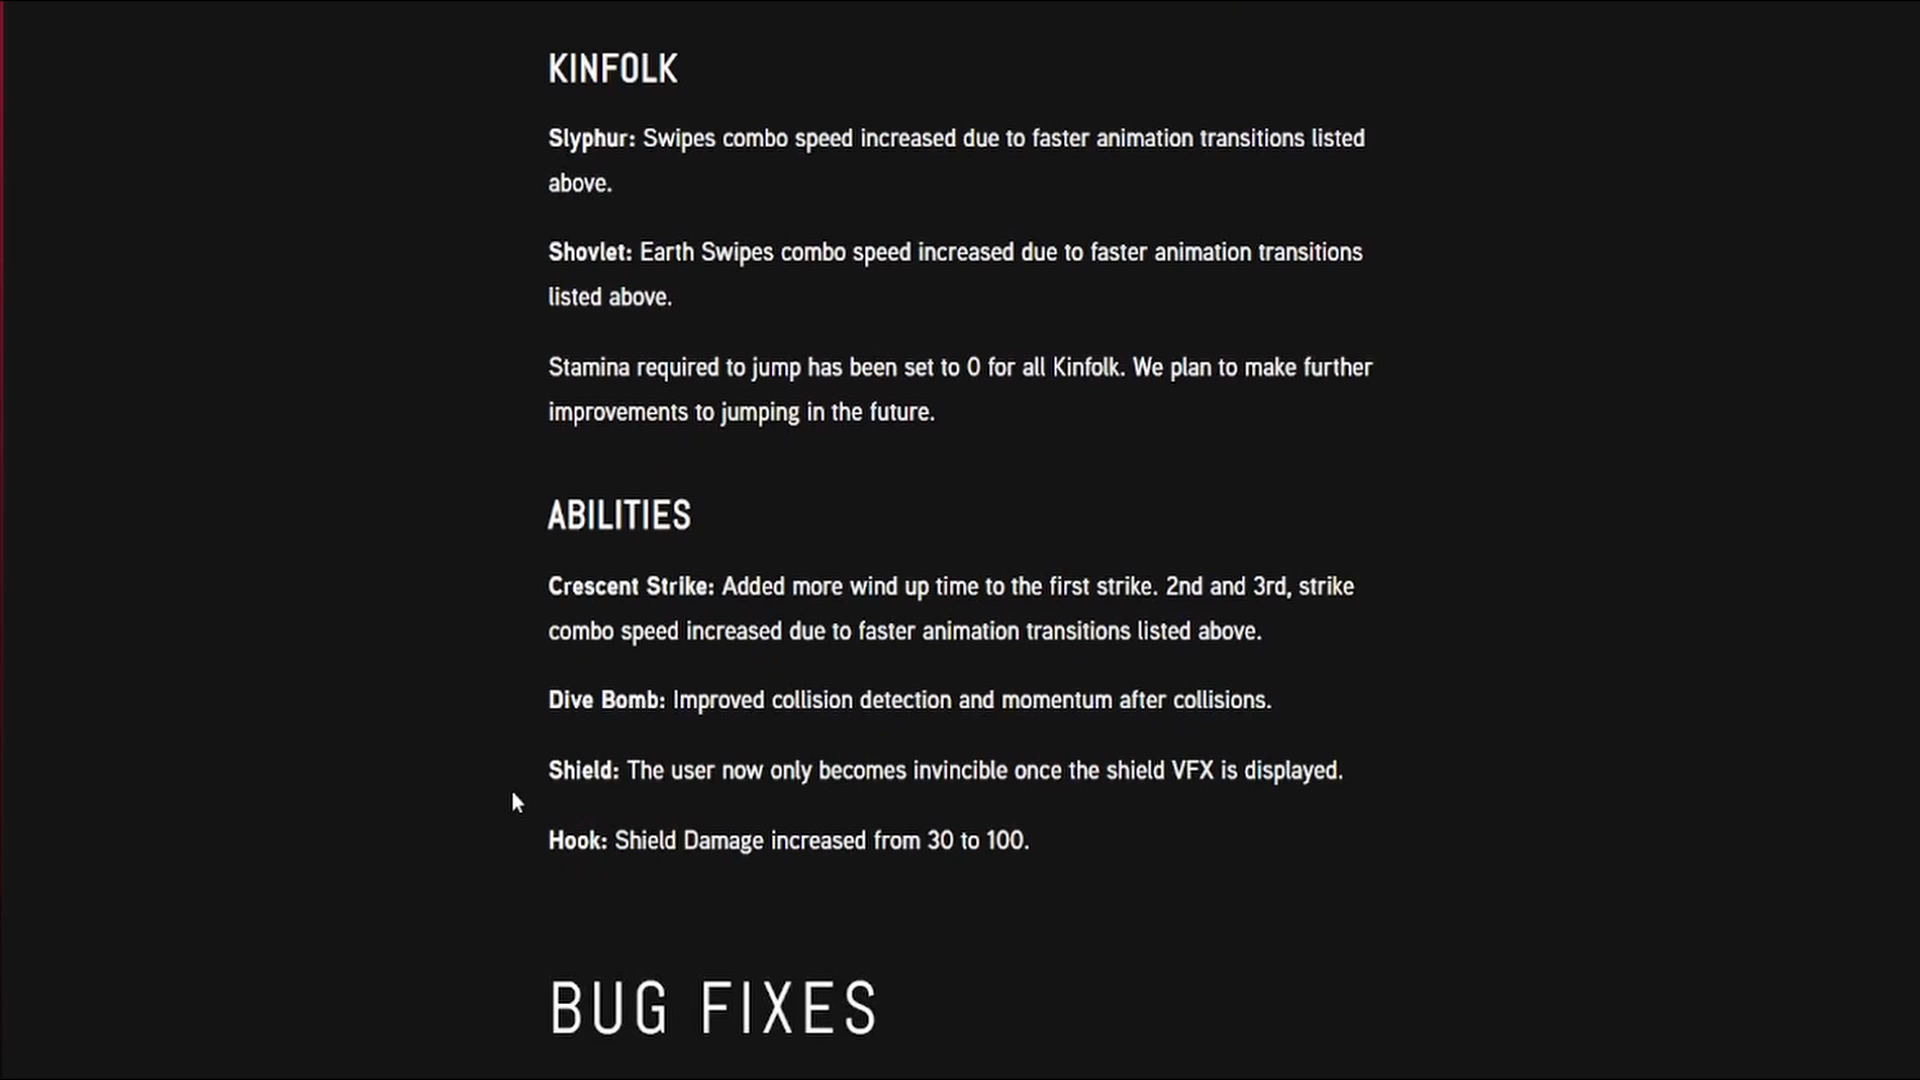 KINFOLK
Slyphur: Swipes combo speed increased due to faster animation transitions listed
above.
Shovlet: Earth Swipes combo speed increased due to faster animation transitions
listed above.
Stamina required to jump has been set to 0 for all Kinfolk. We plan to make further
improvements to jumping in the future.
ABILITIES
Crescent Strike: Added more wind up time to the first strike. 2nd and 3rd, strike
combo speed increased due to faster animation transitions listed above.
Dive Bomb: Improved collision detection and momentum after collisions.
Shield: The user now only becomes invincible once the shield VFX is displayed.
Hook: Shield Damage increased from 30 to 100.
BUG FIXES